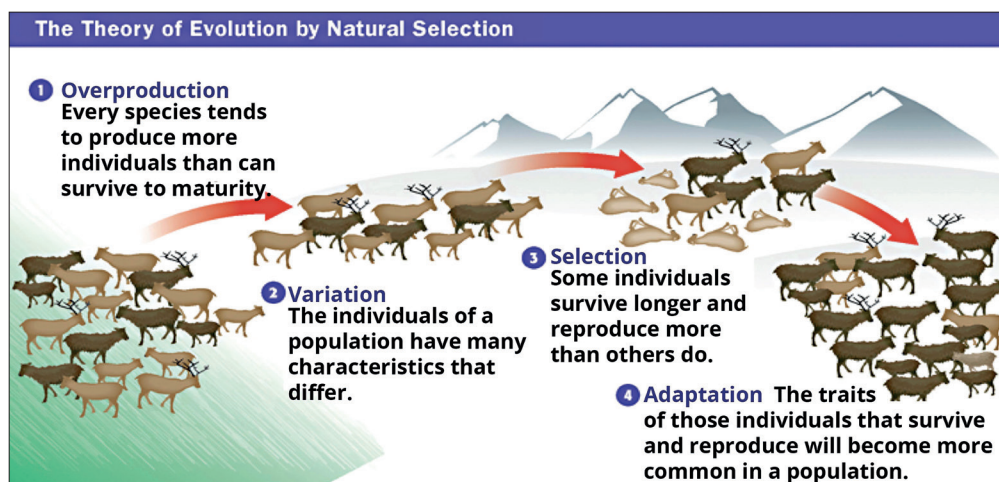 The Theory of Evolution by Natural Selection
1 Overproduction
Every species tends
to produce more
individuals than can
survive to maturity.
2 Variation
The individuals of a
population have many
characteristics that
differ.
3 Selection
Some individuals
survive longer and
reproduce more
than others do.
4 Adaptation The traits
of those individuals that survive
and reproduce will become more
common in a population.